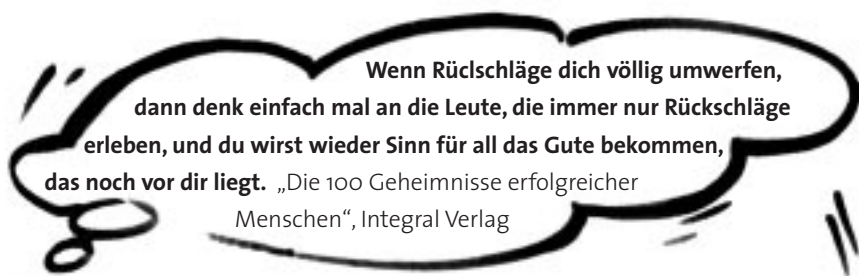 Wenn Rüclschläge dich völlig umwerfen,
dann denk einfach mal an die Leute, die immer nur Rückschläge
erleben, und du wirst wieder Sinn für all das Gute bekommen,
das noch vor dir liegt. „Die 100 Geheimnisse erfolgreicher
Menschen“, Integral Verlag